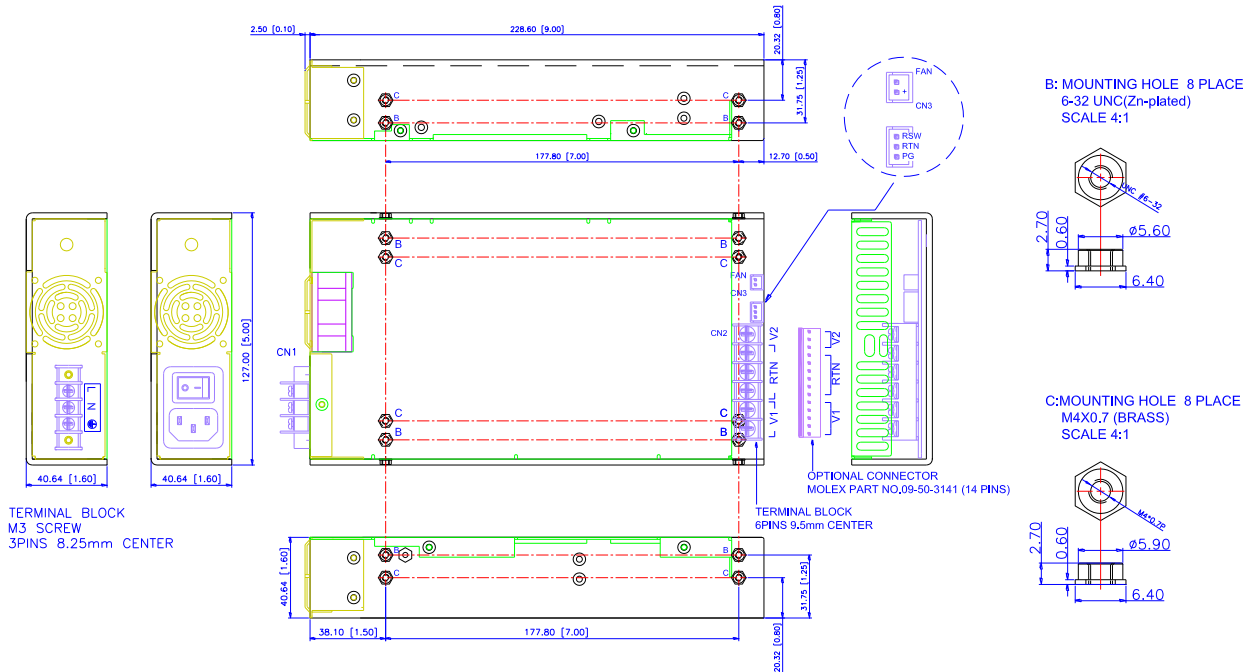 2.50 [0.10]
228.60 [9.00]
20.32 [0.80]
31.75 [1.25]
C
C
B
B
177.80 [7.00]
12.70 [0.50]
FAN
+
CN3
RSW
RTN
PG
B: MOUNTING HOLE 8 PLACE
6-32 UNC(Zn-plated)
SCALE 4:1
UNC #6-32
2.70
0.60
ø5.60
6.40
127.00 [5.00]
L N
40.64 [1.60]
40.64 [1.60]
TERMINAL BLOCK
M3 SCREW
3PINS 8.25mm CENTER
CN1
B
B
C
C
FAN
CN3
CN2
V2
RTN
V1
C
C
B
B
V2
RTN
V1
OPTIONAL CONNECTOR
MOLEX PART NO.09-50-3141 (14 PINS)
TERMINAL BLOCK
6PINS 9.5mm CENTER
C:MOUNTING HOLE 8 PLACE
M4X0.7 (BRASS)
SCALE 4:1
M4*0.7P
2.70
0.60
ø5.90
6.40
40.64 [1.60]
B
B
C
C
38.10 [1.50]
177.80 [7.00]
31.75 [1.25]
20.32 [0.80]